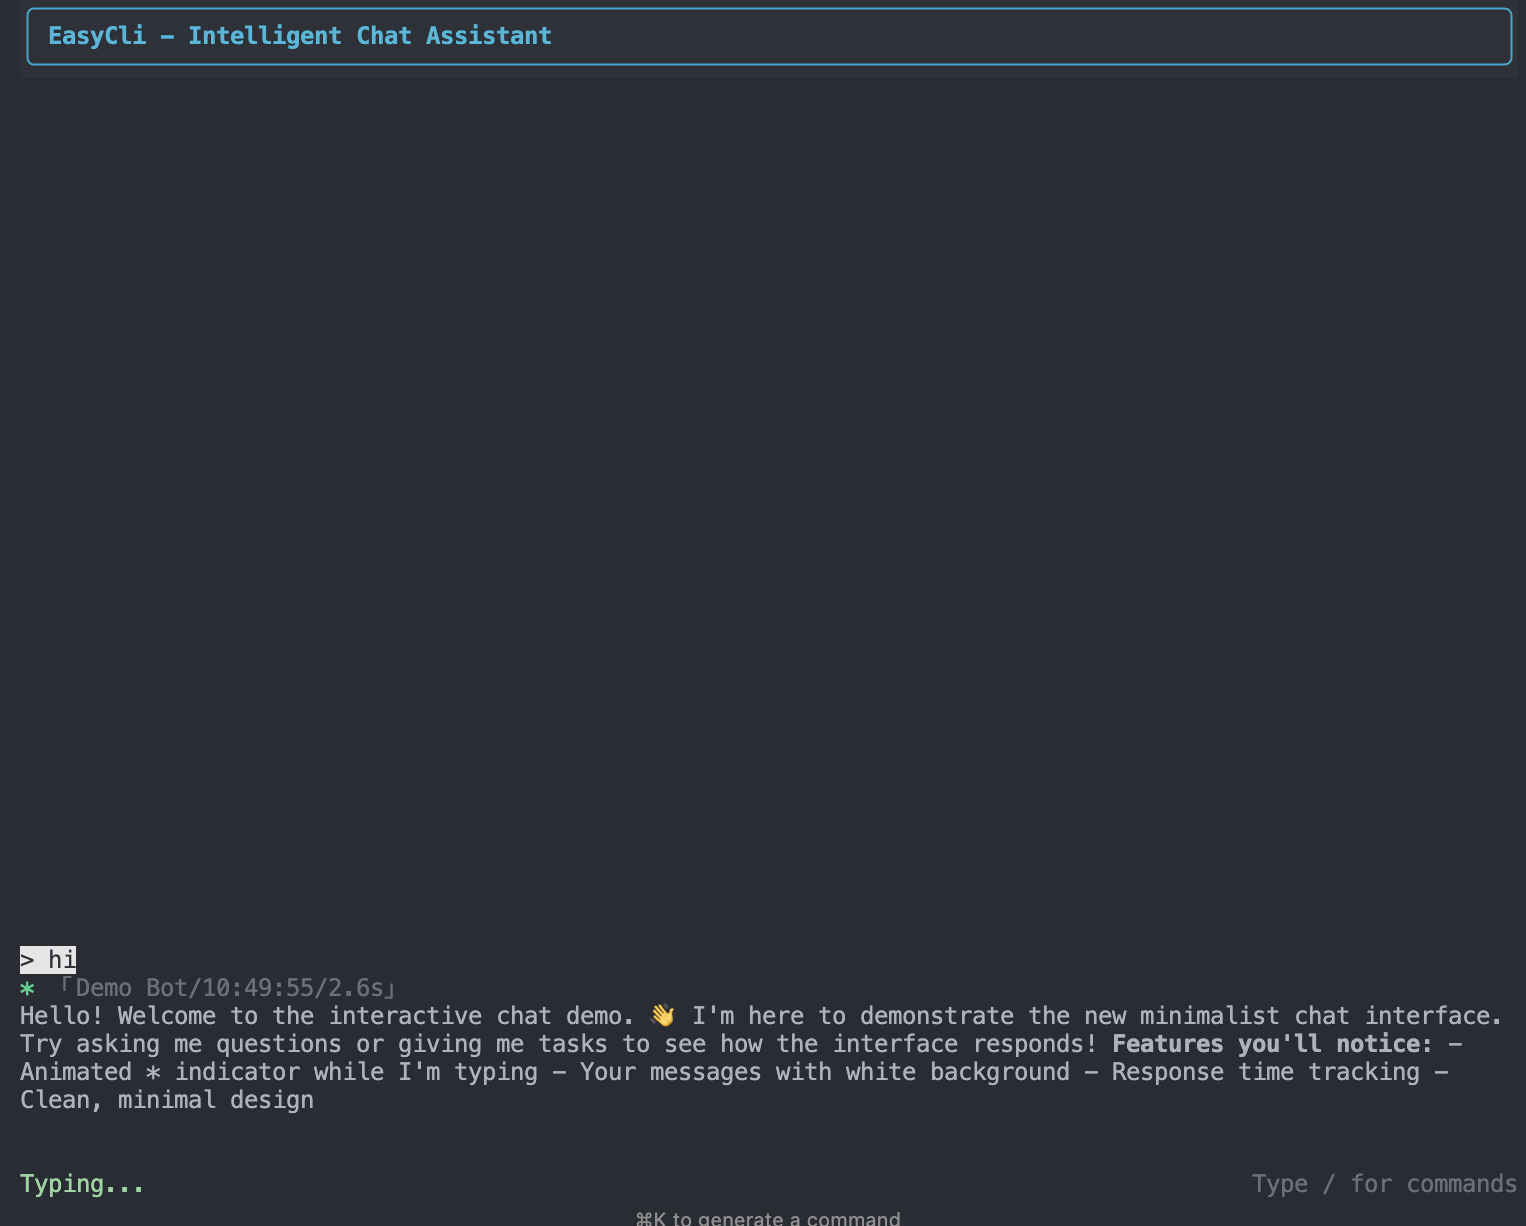 EasyCli – Intelligent Chat Assistant
> hi
* 「Demo Bot/10:49:55/2.6s」
Hello! Welcome to the interactive chat demo. 👋 I'm here to demonstrate the new minimalist chat interface.
Try asking me questions or giving me tasks to see how the interface responds! Features you'll notice: –
Animated * indicator while I'm typing – Your messages with white background – Response time tracking –
Clean, minimal design
Typing...
Type / for commands
⌘K to generate a command